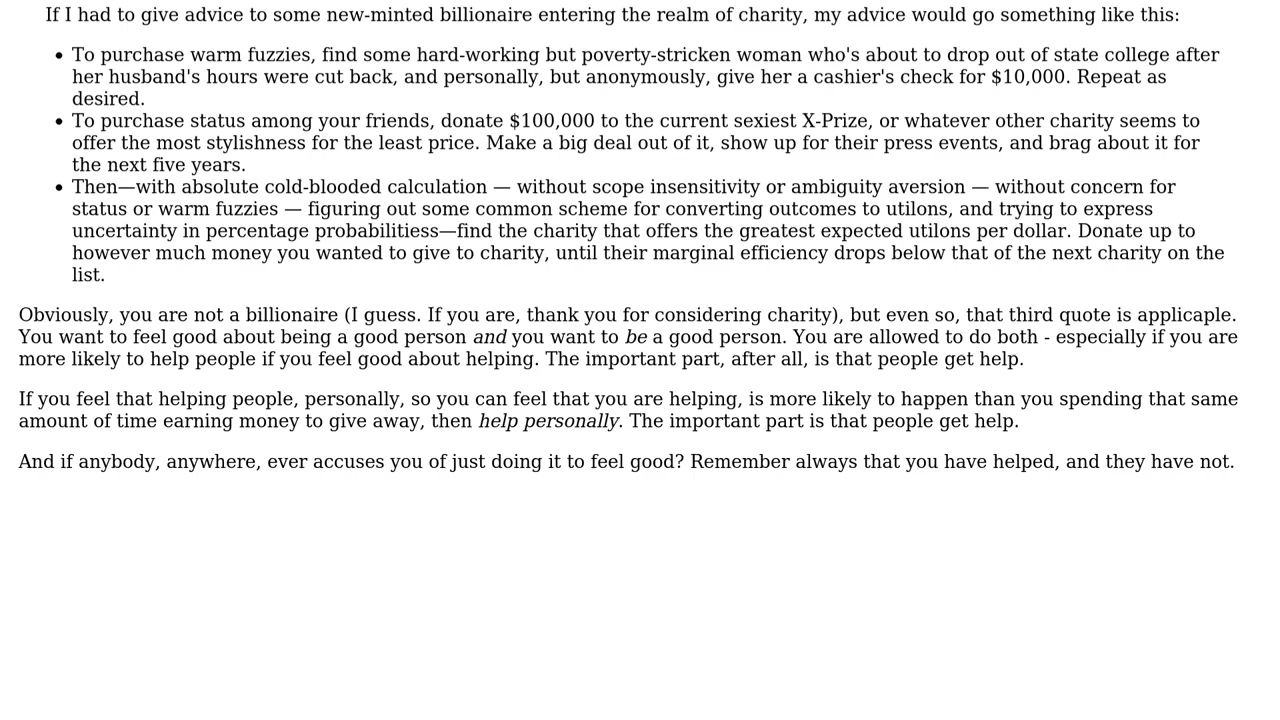 If I had to give advice to some new-minted billionaire entering the realm of charity, my advice would go something like this:
• To purchase warm fuzzies, find some hard-working but poverty-stricken woman who's about to drop out of state college after
her husband's hours were cut back, and personally, but anonymously, give her a cashier's check for $10,000. Repeat as
desired.
• To purchase status among your friends, donate $100,000 to the current sexiest X-Prize, or whatever other charity seems to
offer the most stylishness for the least price. Make a big deal out of it, show up for their press events, and brag about it for
the next five years.
• Then—with absolute cold-blooded calculation — without scope insensitivity or ambiguity aversion — without concern for
status or warm fuzzies — figuring out some common scheme for converting outcomes to utilons, and trying to express
uncertainty in percentage probabilitiess—find the charity that offers the greatest expected utilons per dollar. Donate up to
however much money you wanted to give to charity, until their marginal efficiency drops below that of the next charity on the
list.
Obviously, you are not a billionaire (I guess. If you are, thank you for considering charity), but even so, that third quote is applicaple.
You want to feel good about being a good person and you want to be a good person. You are allowed to do both - especially if you are
more likely to help people if you feel good about helping. The important part, after all, is that people get help.
If you feel that helping people, personally, so you can feel that you are helping, is more likely to happen than you spending that same
amount of time earning money to give away, then help personally. The important part is that people get help.
And if anybody, anywhere, ever accuses you of just doing it to feel good? Remember always that you have helped, and they have not.